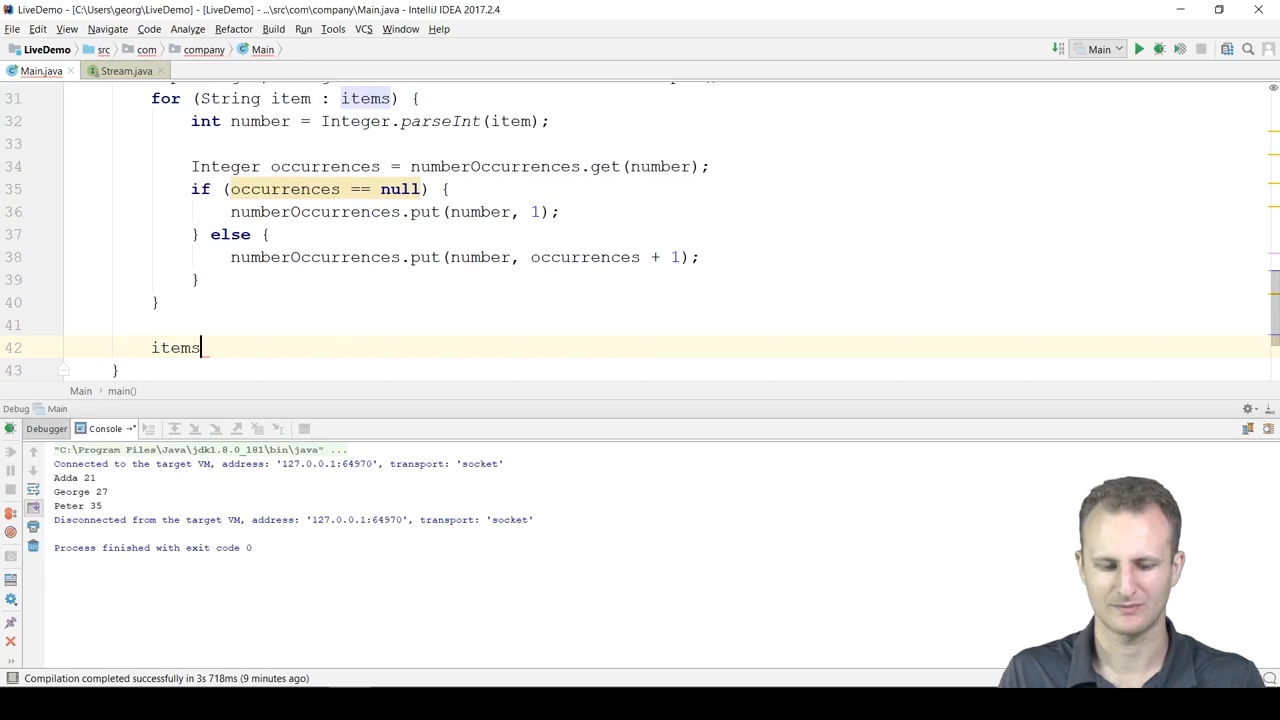 LiveDemo - [C:\Users\georg\LiveDemo] - [LiveDemo] - ...\src\com\company\Main.java - IntelliJ IDEA 2017.2.4
File Edit View Navigate Code Analyze Refactor Build Run Tools VCS Window Help
LiveDemo src com company Main Main
Main.java Stream.java
31 for (String item : items) {
32 int number = Integer.parseInt(item);
33
34 Integer occurrences = numberOccurrences.get(number);
35 if (occurrences == null) {
36 numberOccurrences.put(number, 1);
37 } else {
38 numberOccurrences.put(number, occurrences + 1);
39 }
40 }
41
42 items
43 }
Main › main()
Debug Main
Debugger Console
"C:\Program Files\Java\jdk1.8.0_181\bin\java" ...
Connected to the target VM, address: '127.0.0.1:64970', transport: 'socket'
Adda 21
George 27
Peter 35
Disconnected from the target VM, address: '127.0.0.1:64970', transport: 'socket'
Process finished with exit code 0
Compilation completed successfully in 3s 718ms (9 minutes ago)